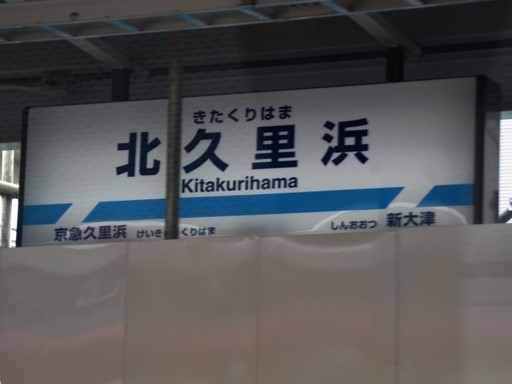 きたくりはま
北久里浜
Kitakurihama
京急久里浜 けいき くりはま しんおおつ 新大津